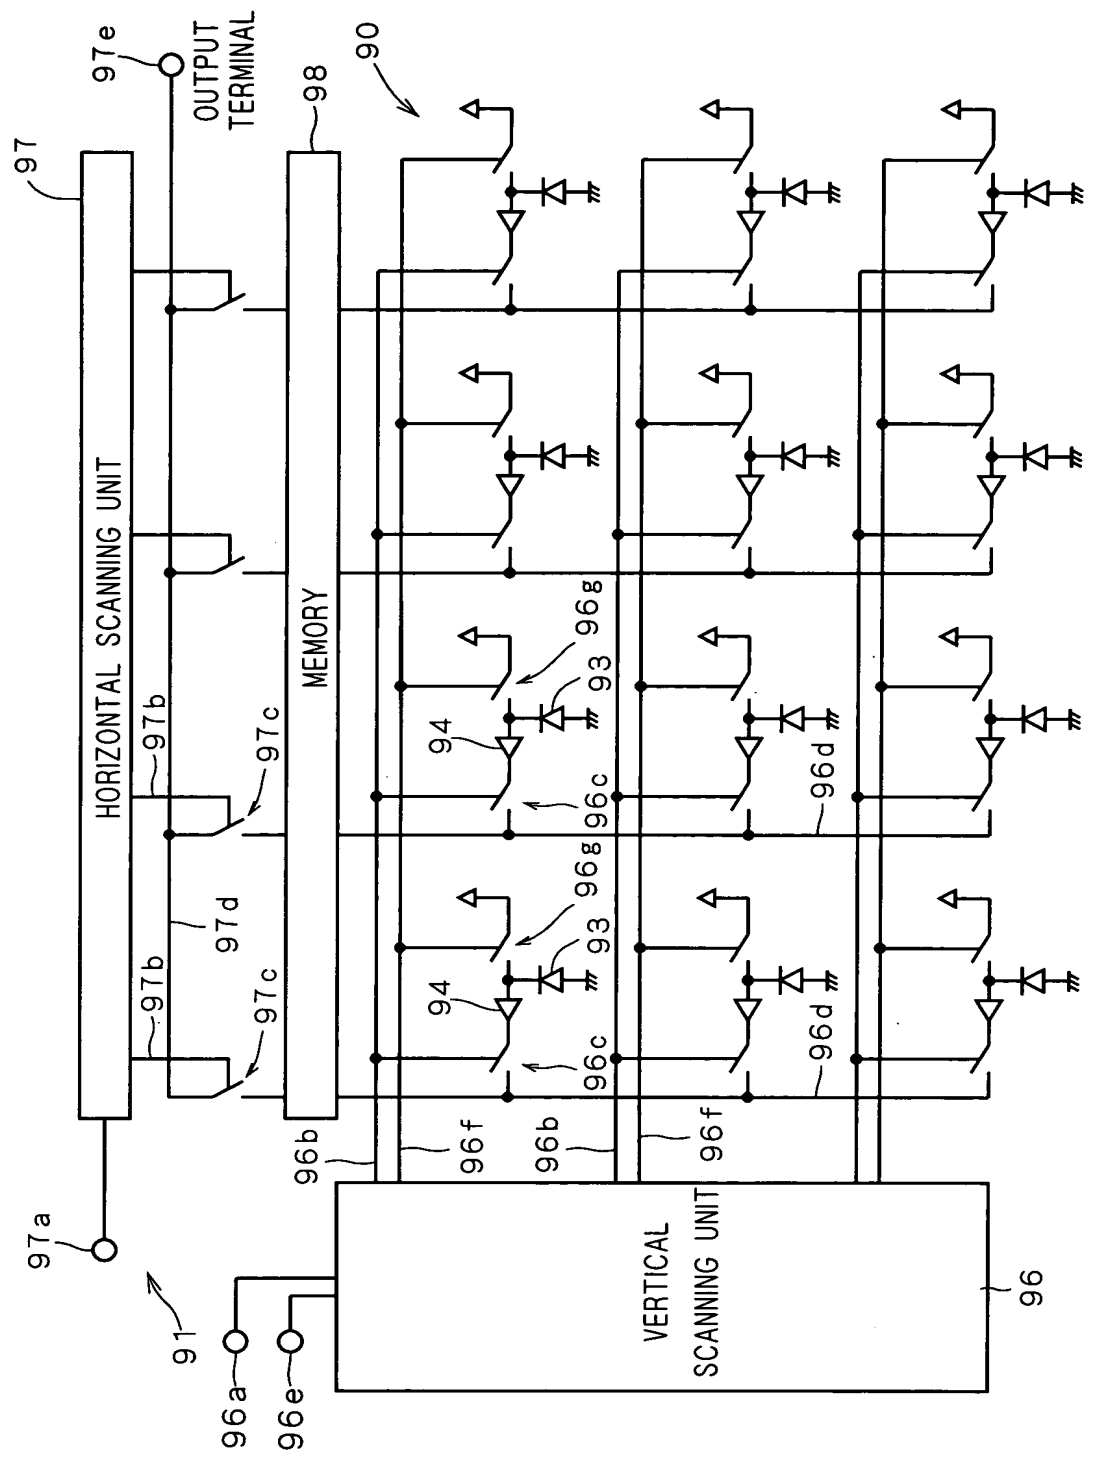 97
97e
OUTPUT
TERMINAL
98
90
HORIZONTAL SCANNING UNIT
97b
97c
97d
97b
97c
MEMORY
94
93
96g
96c
96d
94
93
96g
96c
96d
96b
96f
96b
96f
97a
91
96a
96e
VERTICAL
SCANNING UNIT
96